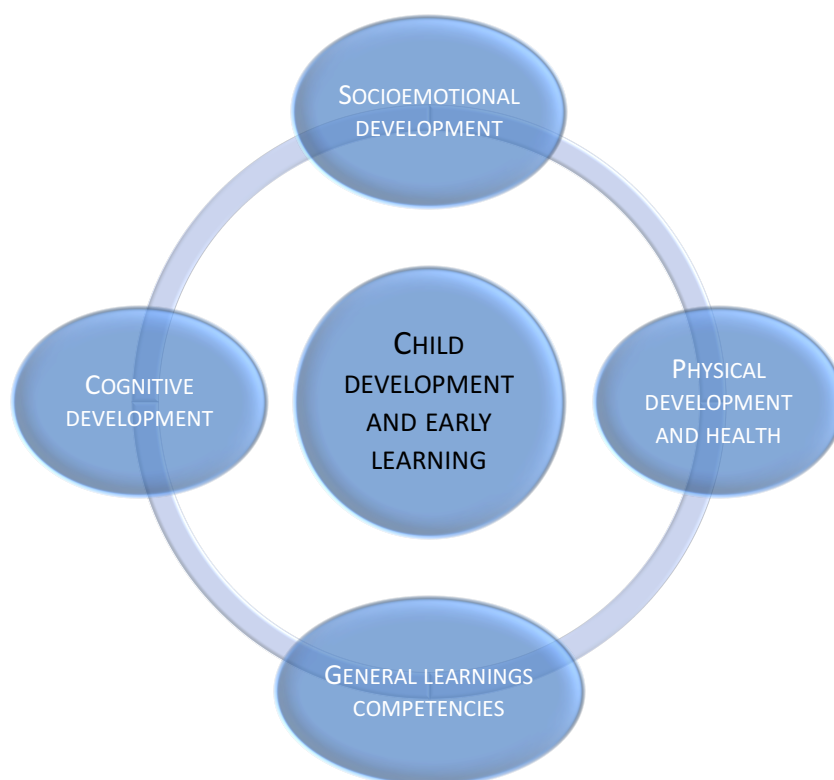 SOCIOEMOTIONAL
DEVELOPMENT
CHILD
DEVELOPMENT
AND EARLY
LEARNING
COGNITIVE
DEVELOPMENT
PHYSICAL
DEVELOPMENT
AND HEALTH
GENERAL LEARNINGS
COMPETENCIES